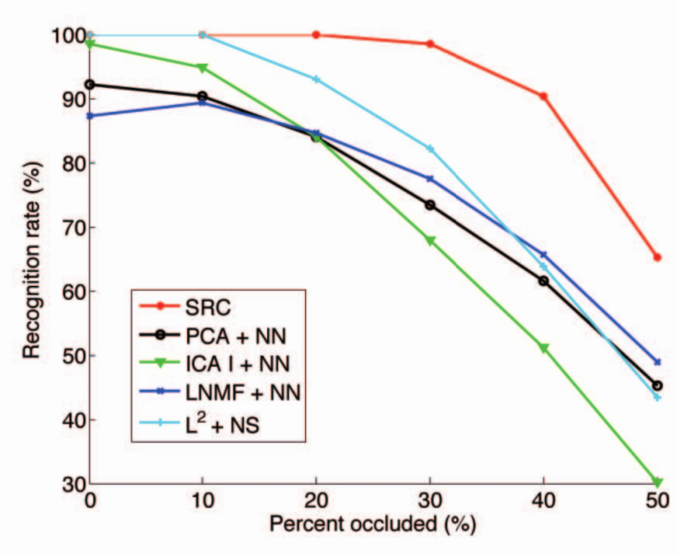 100
90
80
70
60
50
40
30
Recognition rate (%)
SRC
PCA + NN
ICA I + NN
LNMF + NN
L² + NS
0 10 20 30 40 50
Percent occluded (%)